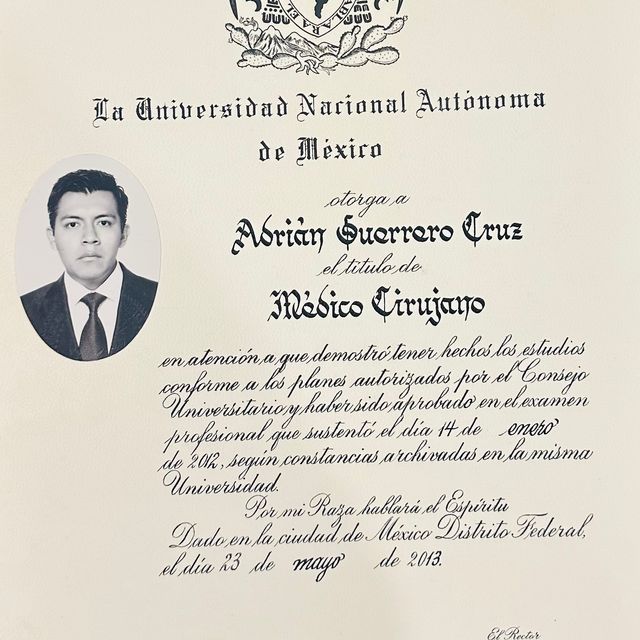 ABLARA EL
La Universidad Nacional Autónoma
de México
otorga a
Adrián Guerrero Cruz
el título de
Médico Cirujano
en atención a que demostró tener hechos los estudios
conforme a los planes autorizados por el Consejo
Universitario y haber sido aprobado en el examen
profesional que sustentó el día 14 de enero
de 2012, según constancias archivadas en la misma
Universidad.
Por mi Raza hablará el Espíritu
Dado en la ciudad de México Distrito Federal,
el día 23 de mayo de 2013.
El Rector